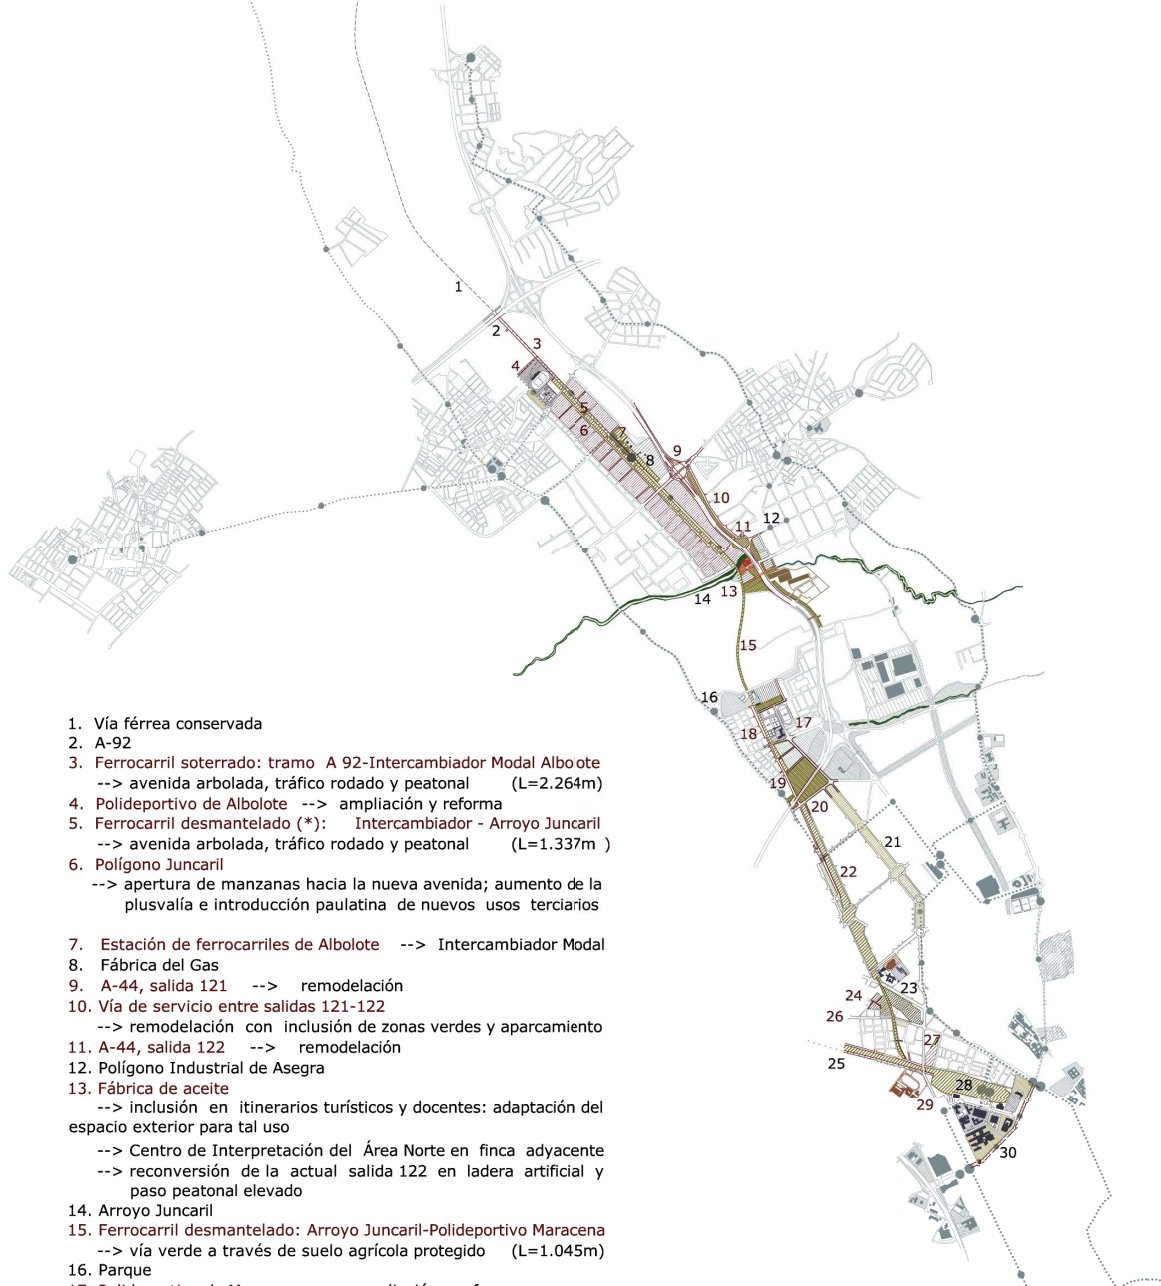 1
2
3
4
5
6
7
8
9
10
11
12
13
14
15
16
17
18
19
20
21
22
23
24
26
27
25
28
29
30
1. Vía férrea conservada
2. A-92
3. Ferrocarril soterrado: tramo A 92-Intercambiador Modal Albolote
--> avenida arbolada, tráfico rodado y peatonal (L=2.264m)
4. Polideportivo de Albolote --> ampliación y reforma
5. Ferrocarril desmantelado (*): Intercambiador - Arroyo Juncaril
--> avenida arbolada, tráfico rodado y peatonal (L=1.337m )
6. Polígono Juncaril
--> apertura de manzanas hacia la nueva avenida; aumento de la
plusvalía e introducción paulatina de nuevos usos terciarios
7. Estación de ferrocarriles de Albolote --> Intercambiador Modal
8. Fábrica del Gas
9. A-44, salida 121 --> remodelación
10. Vía de servicio entre salidas 121-122
--> remodelación con inclusión de zonas verdes y aparcamiento
11. A-44, salida 122 --> remodelación
12. Polígono Industrial de Asegra
13. Fábrica de aceite
--> inclusión en itinerarios turísticos y docentes: adaptación del
espacio exterior para tal uso
--> Centro de Interpretación del Área Norte en finca adyacente
--> reconversión de la actual salida 122 en ladera artificial y
paso peatonal elevado
14. Arroyo Juncaril
15. Ferrocarril desmantelado: Arroyo Juncaril-Polideportivo Maracena
--> vía verde a través de suelo agrícola protegido (L=1.045m)
16. Parque